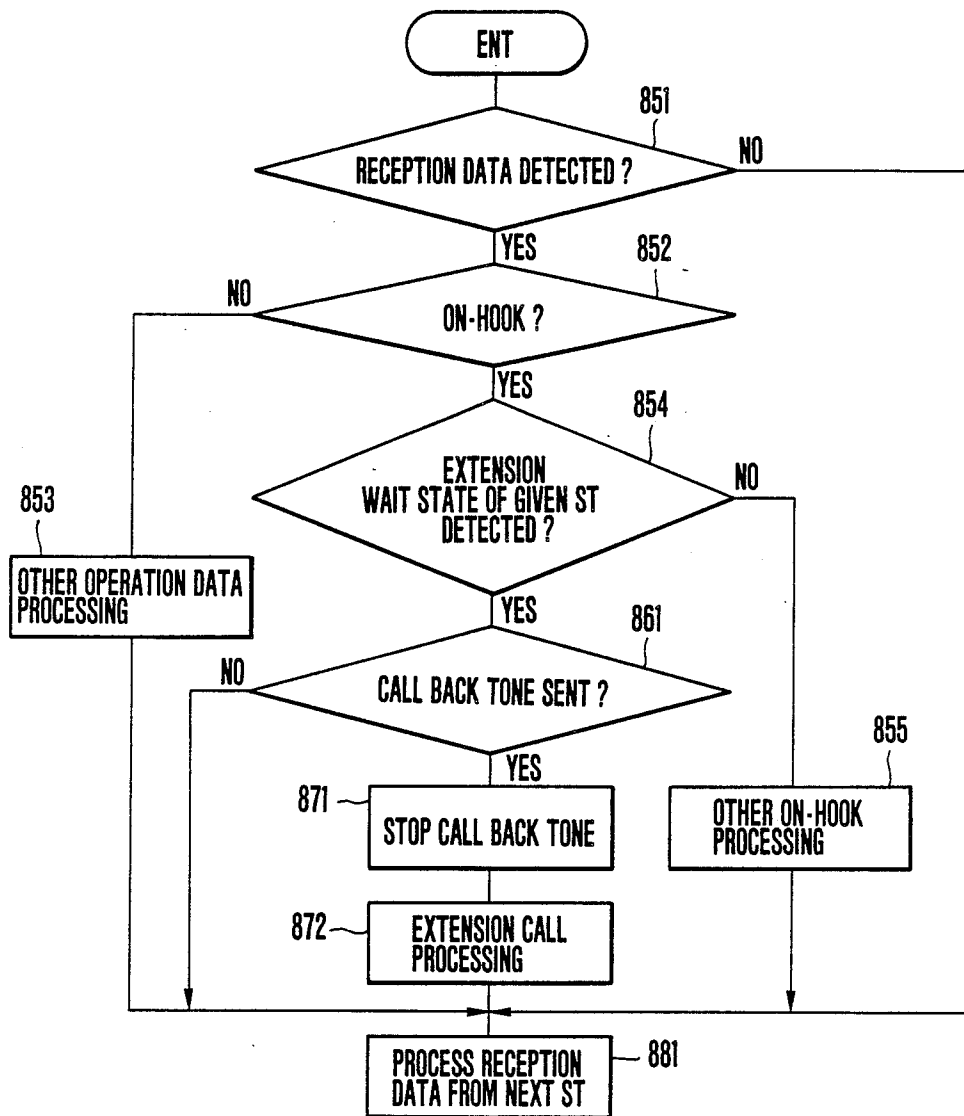 ENT
851
RECEPTION DATA DETECTED ?
NO
YES
852
NO
ON-HOOK ?
YES
854
EXTENSION
WAIT STATE OF GIVEN ST
DETECTED ?
NO
853
OTHER OPERATION DATA
PROCESSING
YES
861
NO
CALL BACK TONE SENT ?
YES
855
871
STOP CALL BACK TONE
OTHER ON-HOOK
PROCESSING
872
EXTENSION CALL
PROCESSING
PROCESS RECEPTION
DATA FROM NEXT ST
881